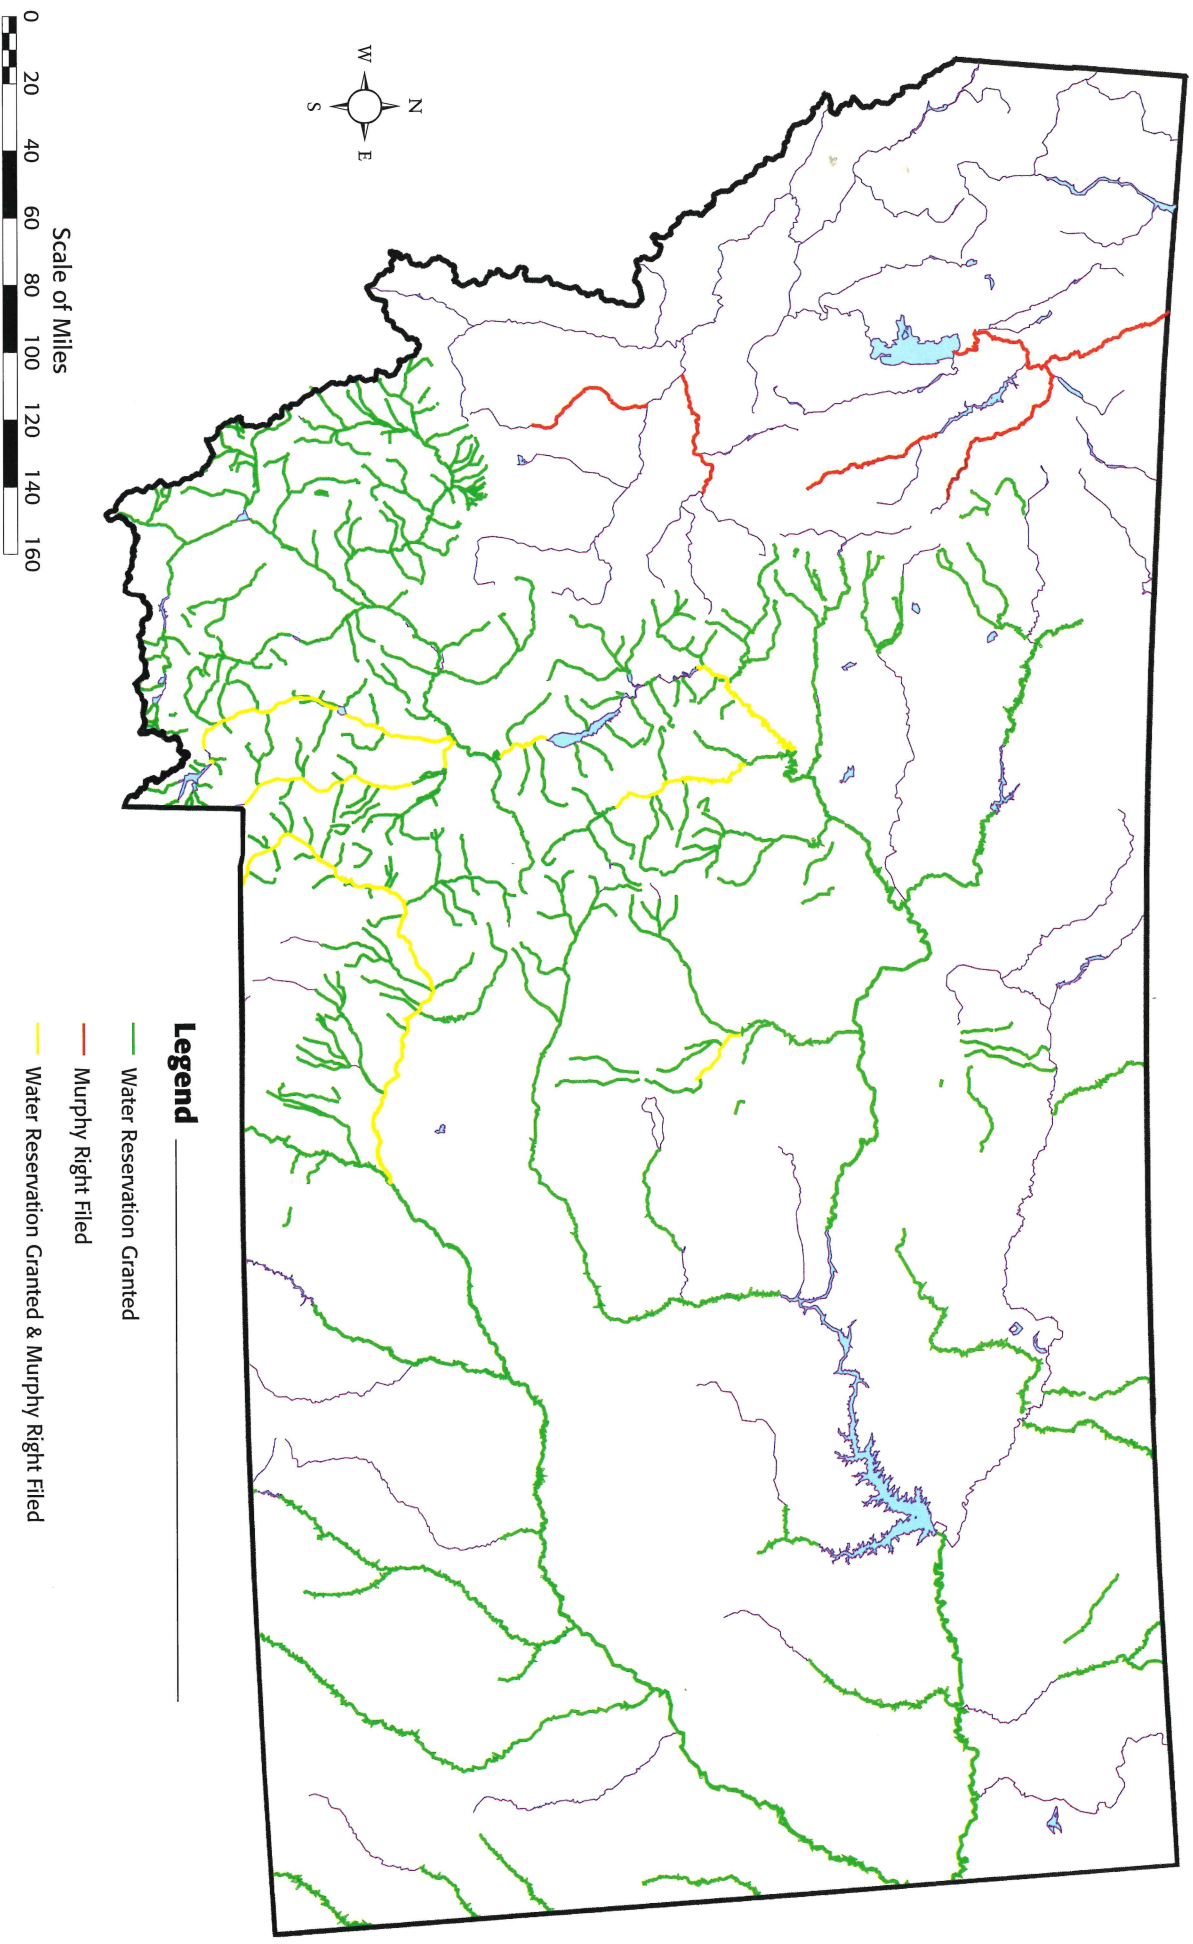 N
W
E
S
Legend
Water Reservation Granted
Murphy Right Filed
Water Reservation Granted & Murphy Right Filed
Scale of Miles
0 20 40 60 80 100 120 140 160